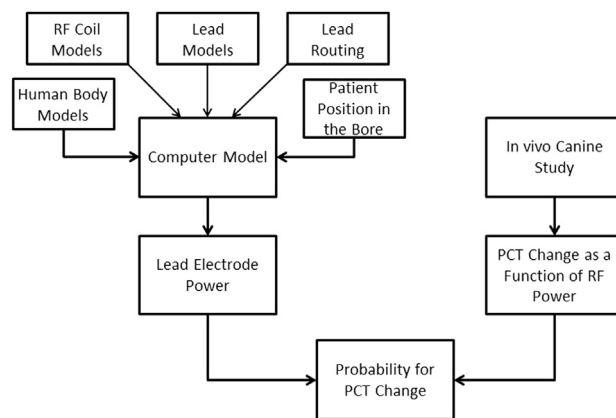 RF Coil
Models
Lead
Models
Lead
Routing
Human Body
Models
Patient
Position in
the Bore
Computer Model
In vivo Canine
Study
Lead Electrode
Power
PCT Change as a
Function of RF
Power
Probability for
PCT Change